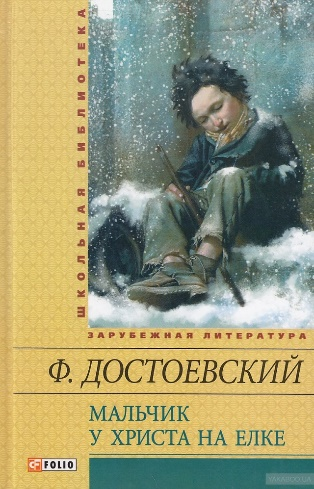 ШКОЛЬНАЯ БИБЛИОТЕКА
ЗАРУБЕЖНАЯ ЛИТЕРАТУРА
Ф. ДОСТОЕВСКИЙ
МАЛЬЧИК
У ХРИСТА НА ЕЛКЕ
FOLIO